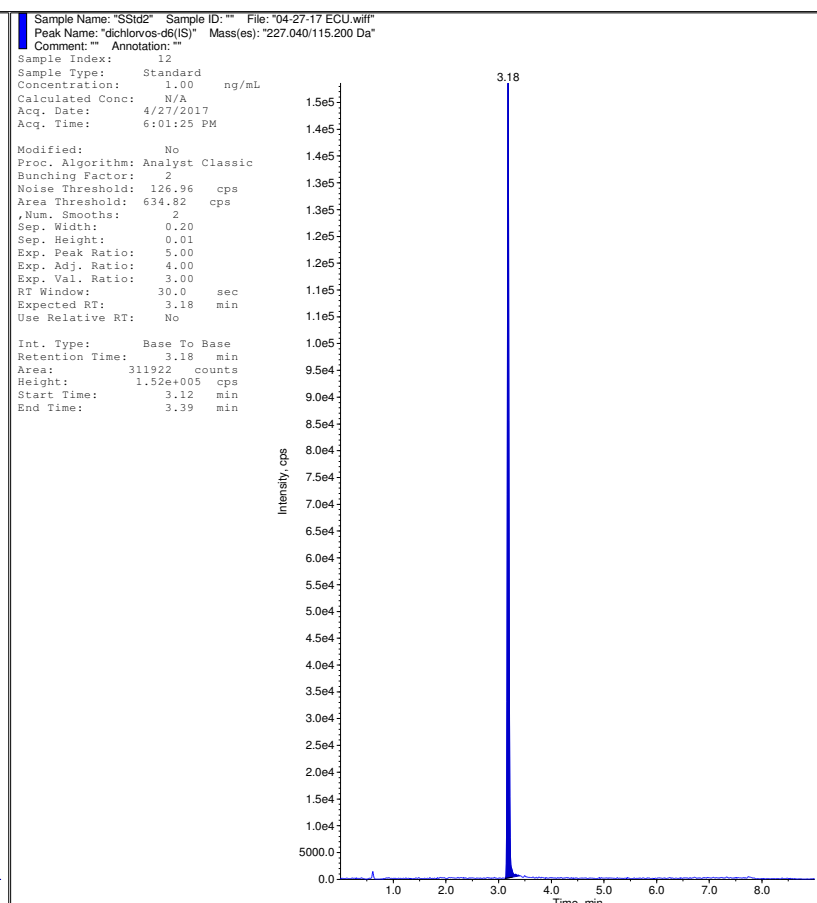 Sample Name: "SStd2" Sample ID: "" File: "04-27-17 ECU.wiff"
Peak Name: "dichlorvos-d6(IS)" Mass(es): "227.040/115.200 Da"
Comment: "" Annotation: ""
Sample Index: 12
Sample Type: Standard
Concentration: 1.00 ng/mL
Calculated Conc: N/A
Acq. Date: 4/27/2017
Acq. Time: 6:01:25 PM
Modified: No
Proc. Algorithm: Analyst Classic
Bunching Factor: 2
Noise Threshold: 126.96 cps
Area Threshold: 634.82 cps
,Num. Smooths: 2
Sep. Width: 0.20
Sep. Height: 0.01
Exp. Peak Ratio: 5.00
Exp. Adj. Ratio: 4.00
Exp. Val. Ratio: 3.00
RT Window: 30.0 sec
Expected RT: 3.18 min
Use Relative RT: No
Int. Type: Base To Base
Retention Time: 3.18 min
Area: 311922 counts
Height: 1.52e+005 cps
Start Time: 3.12 min
End Time: 3.39 min
3.18
1.5e5
1.4e5
1.4e5
1.3e5
1.3e5
1.2e5
1.2e5
1.1e5
1.1e5
1.0e5
9.5e4
9.0e4
8.5e4
8.0e4
7.5e4
7.0e4
6.5e4
6.0e4
5.5e4
5.0e4
4.5e4
4.0e4
3.5e4
3.0e4
2.5e4
2.0e4
1.5e4
1.0e4
5000.0
0.0
Intensity, cps
1.0 2.0 3.0 4.0 5.0 6.0 7.0 8.0
Time, min